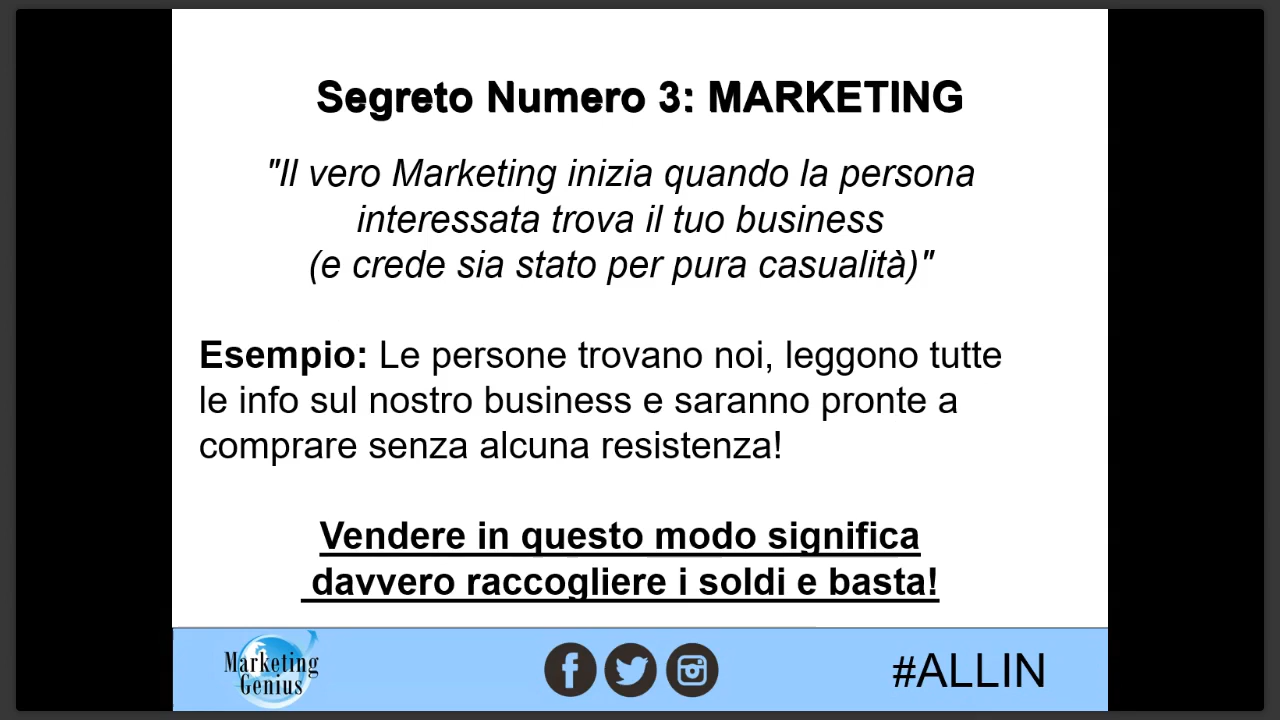 Segreto Numero 3: MARKETING
"Il vero Marketing inizia quando la persona
interessata trova il tuo business
(e crede sia stato per pura casualità)"
Esempio: Le persone trovano noi, leggono tutte
le info sul nostro business e saranno pronte a
comprare senza alcuna resistenza!
Vendere in questo modo significa
davvero raccogliere i soldi e basta!
Marketing
Genius
#ALLIN